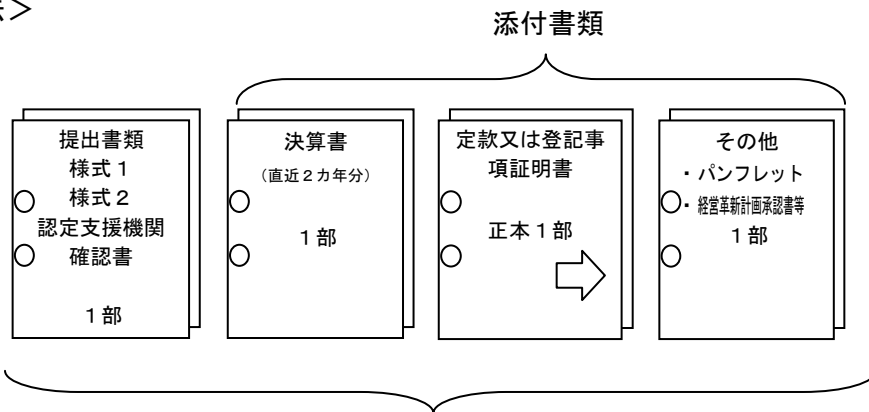 ＞
添付書類
提出書類
様式１
様式２
認定支援機関
確認書
１部
決算書
（直近２カ年分）
１部
定款又は登記事
項証明書
正本１部
その他
・パンフレット
・経営革新計画承認書等
１部